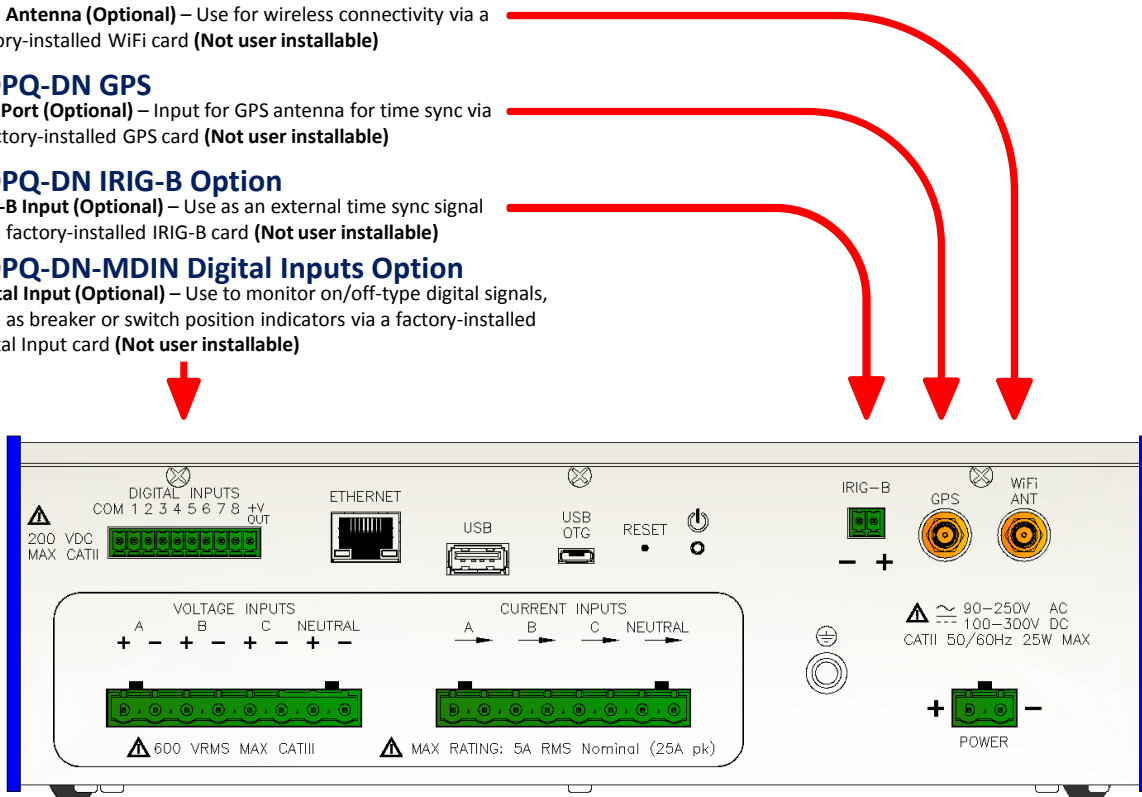 Antenna (Optional) – Use for wireless connectivity via a
ory-installed WiFi card (Not user installable)
PQ-DN GPS
Port (Optional) – Input for GPS antenna for time sync via
ctory-installed GPS card (Not user installable)
PQ-DN IRIG-B Option
-B Input (Optional) – Use as an external time sync signal
factory-installed IRIG-B card (Not user installable)
PQ-DN-MDIN Digital Inputs Option
tal Input (Optional) – Use to monitor on/off-type digital signals,
as breaker or switch position indicators via a factory-installed
tal Input card (Not user installable)
DIGITAL INPUTS
COM 1 2 3 4 5 6 7 8 +V
OUT
200 VDC
MAX CATII
ETHERNET
USB
USB
OTG
RESET
IRIG-B
- +
GPS
WiFi
ANT
VOLTAGE INPUTS
A B C NEUTRAL
+ - + - + - + -
600 VRMS MAX CATIII
CURRENT INPUTS
A B C NEUTRAL
MAX RATING: 5A RMS Nominal (25A pk)
90-250V AC
100-300V DC
CATII 50/60Hz 25W MAX
+ -
POWER